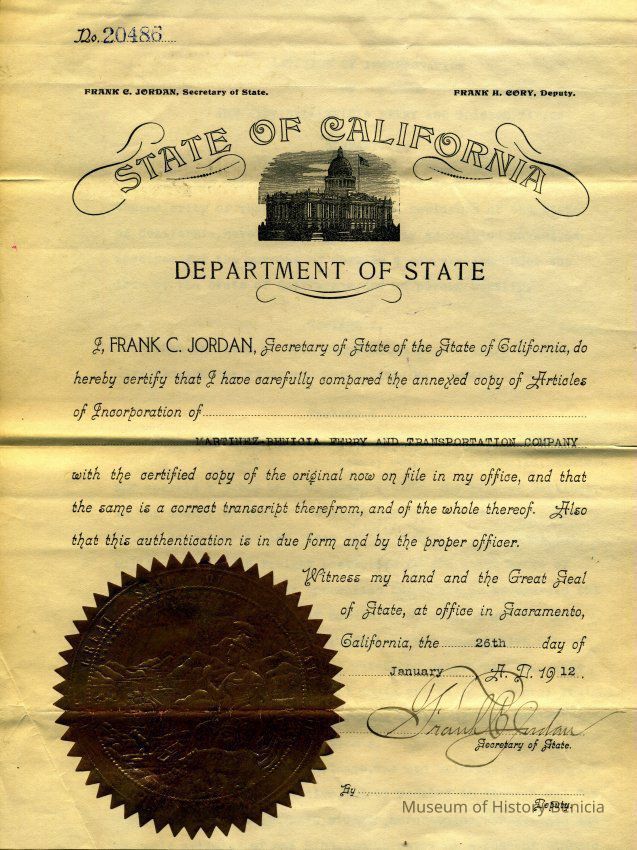 No. 20486
FRANK C. JORDAN, Secretary of State. FRANK H. CORY, Deputy.
STATE OF CALIFORNIA
DEPARTMENT OF STATE
I, FRANK C. JORDAN, Secretary of State of the State of California, do
hereby certify that I have carefully compared the annexed copy of Articles
of Incorporation of
MARTINEZ-BENICIA FERRY AND TRANSPORTATION COMPANY
with the certified copy of the original now on file in my office, and that
the same is a correct transcript therefrom, and of the whole thereof. Also
that this authentication is in due form and by the proper officer.
Witness my hand and the Great Seal
of State, at office in Sacramento,
California, the 26th day of
January A. D. 1912.
Frank C Jordan
Secretary of State.
By
Deputy.
Museum of History Benicia